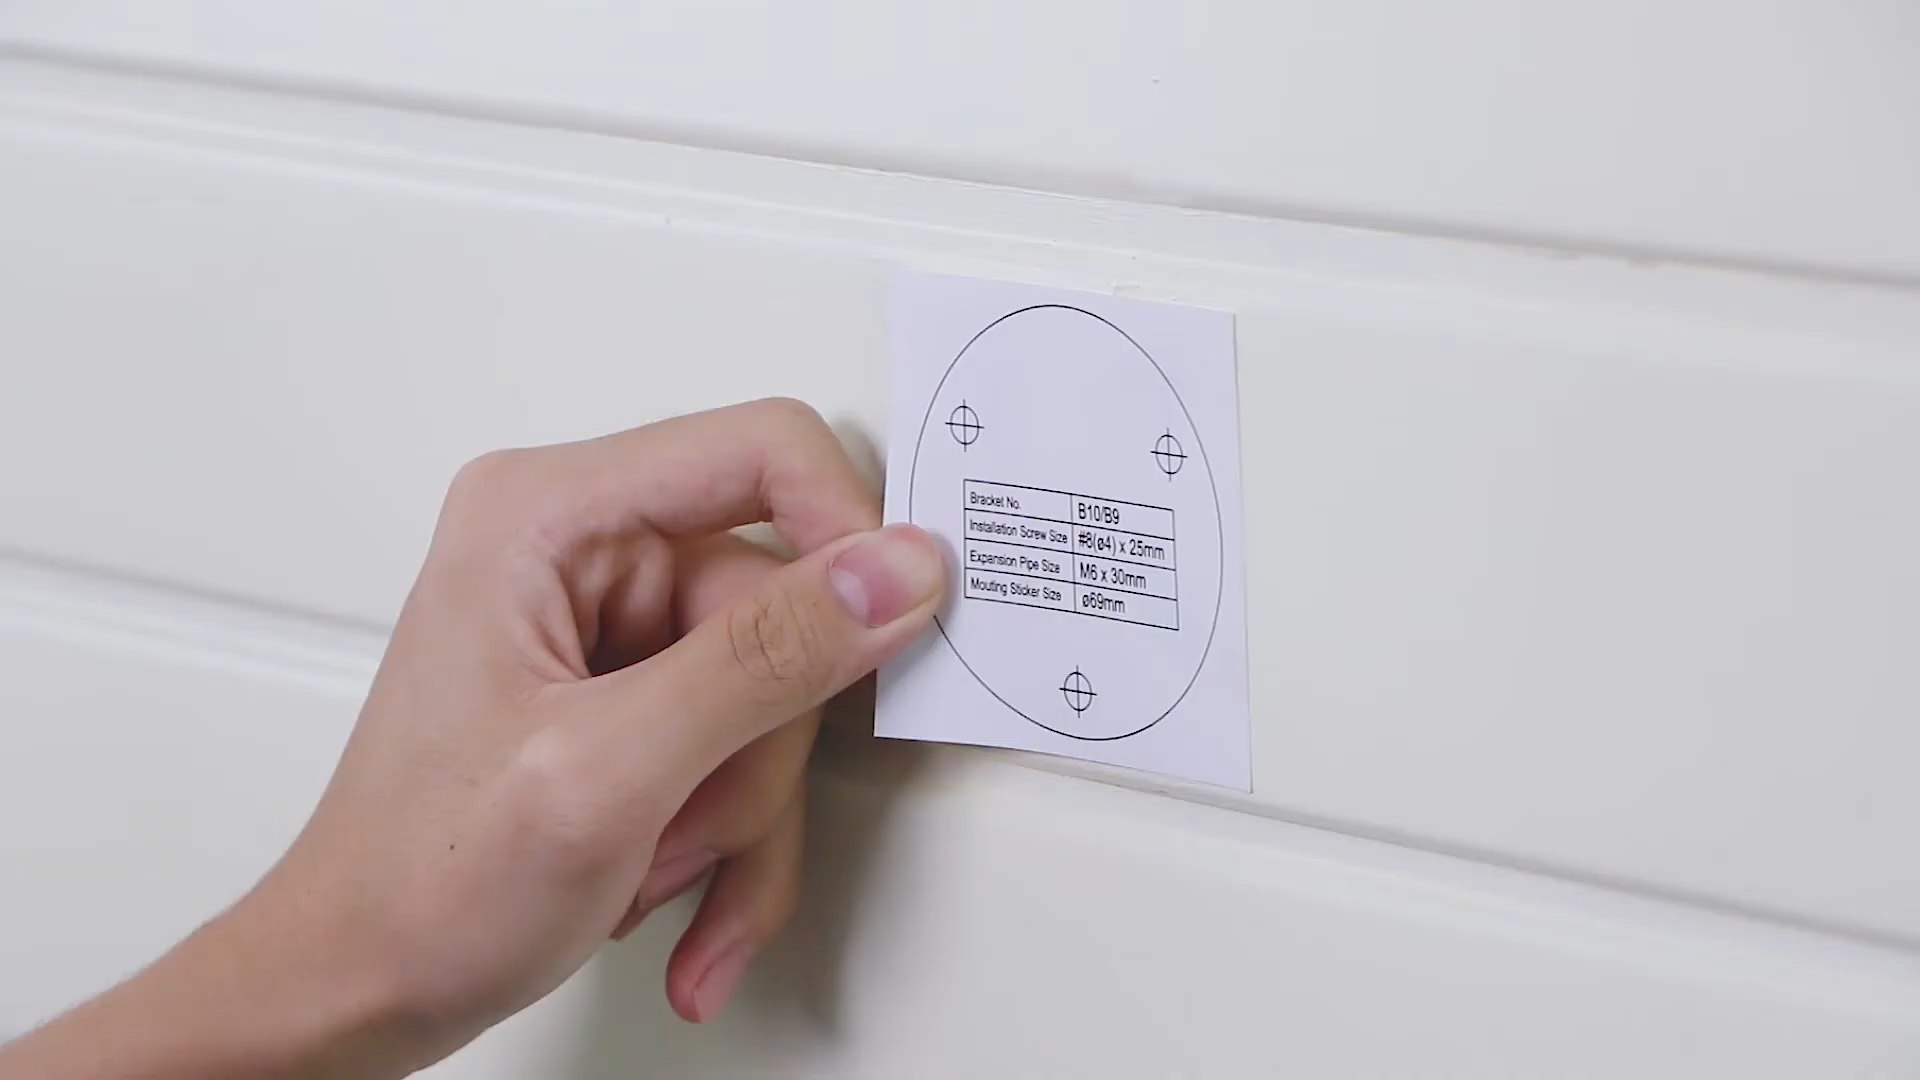 Bracket No. B10/B9
Installation Screw Size #8(ø4) x 25mm
Expansion Pipe Size M6 x 30mm
Mouting Sticker Size ø69mm